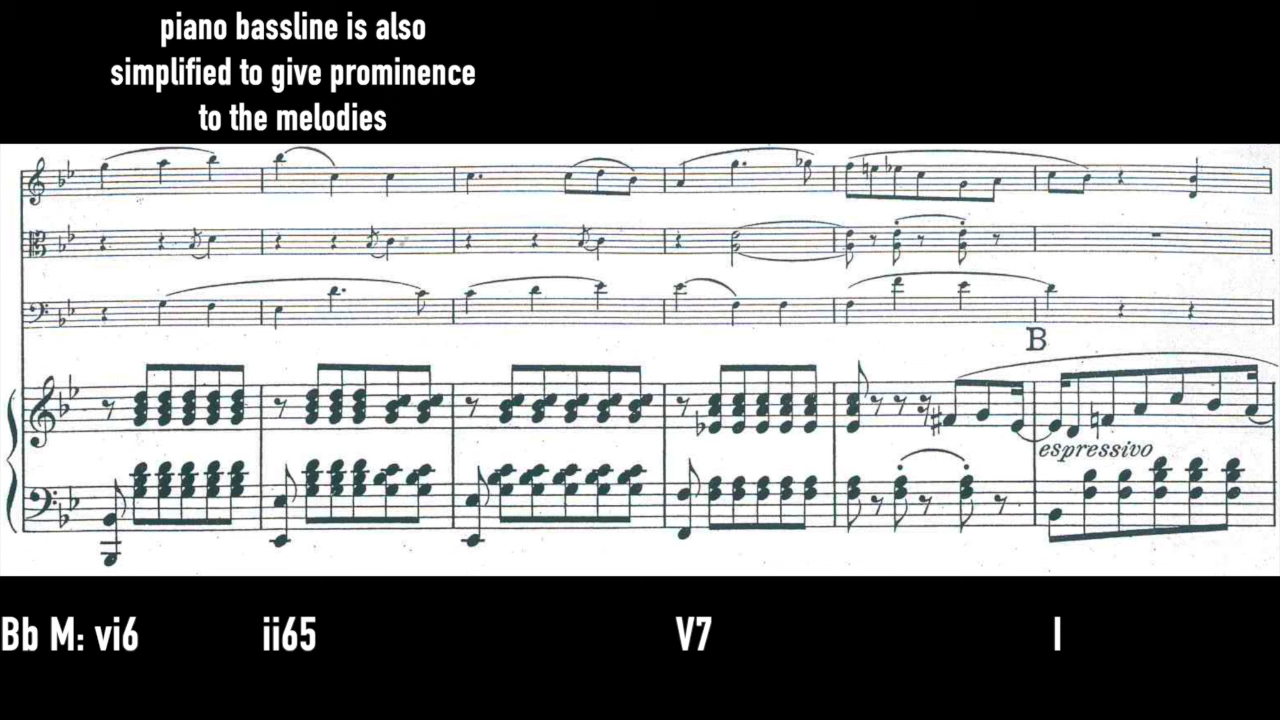 piano bassline is also
simplified to give prominence
to the melodies
B
espressivo
Bb M: vi6 ii65 V7 I